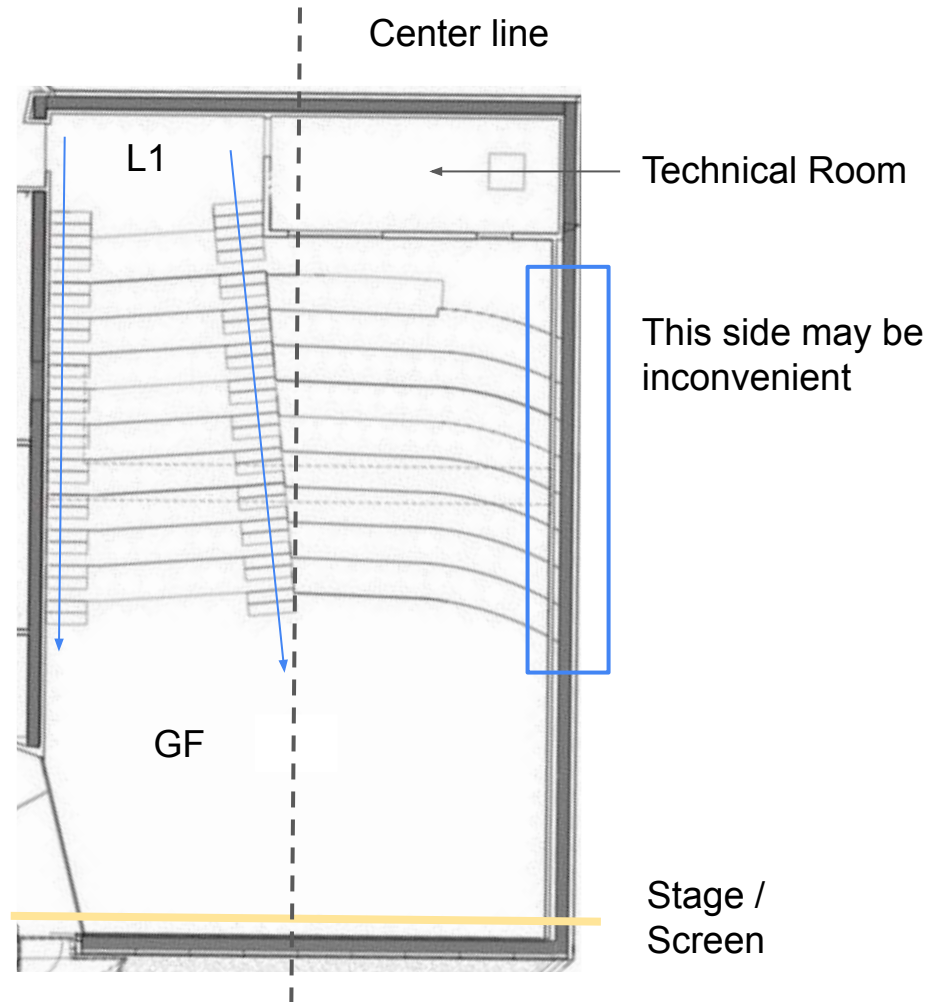 Center line
L1
Technical Room
This side may be
inconvenient
GF
Stage /
Screen